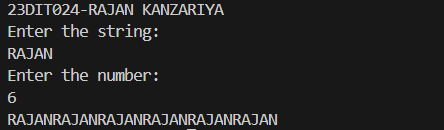 23DIT024-RAJAN KANZARIYA
Enter the string:
RAJAN
Enter the number:
6
RAJANRAJANRAJANRAJANRAJANRAJAN